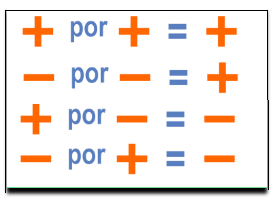 + por + = +
− por − = +
+ por − = −
− por + = −